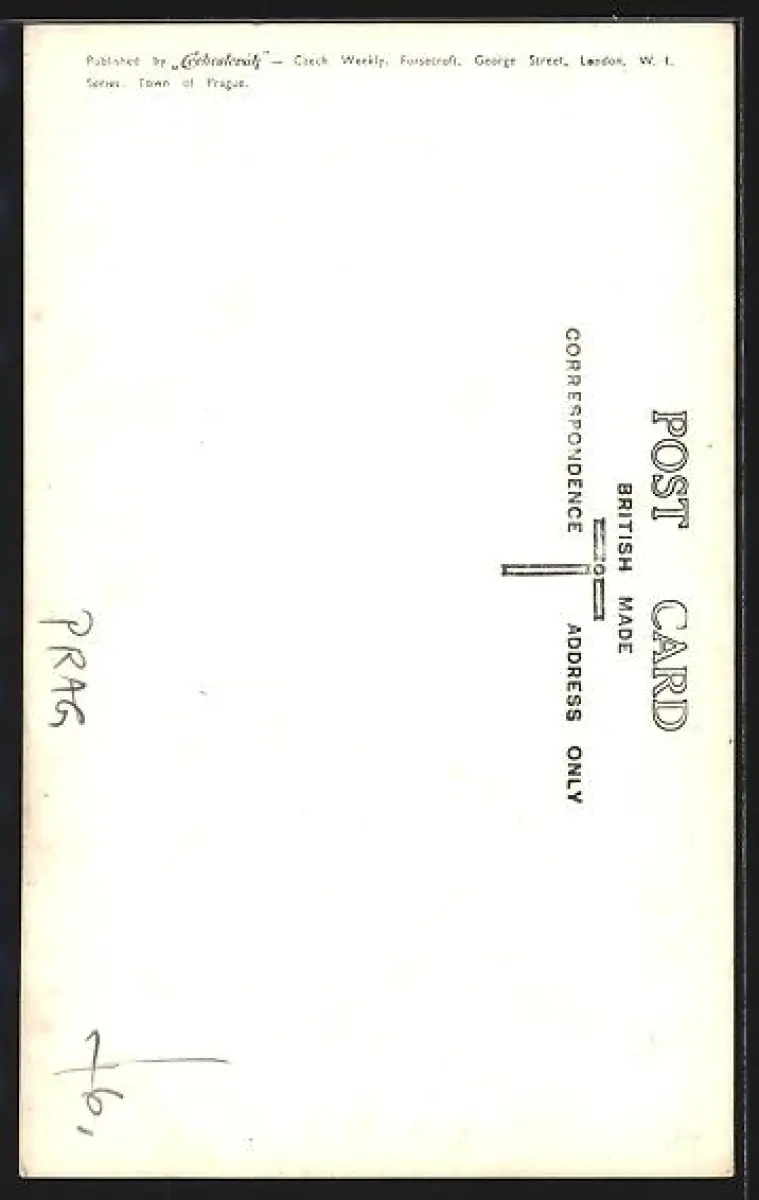 Published by „Čechoslovák" — Czech Weekly, Fursecroft, George Street, London, W. 1.
Series: Town of Prague.
POST CARD
BRITISH MADE
CORRESPONDENCE ADDRESS ONLY
PRAG